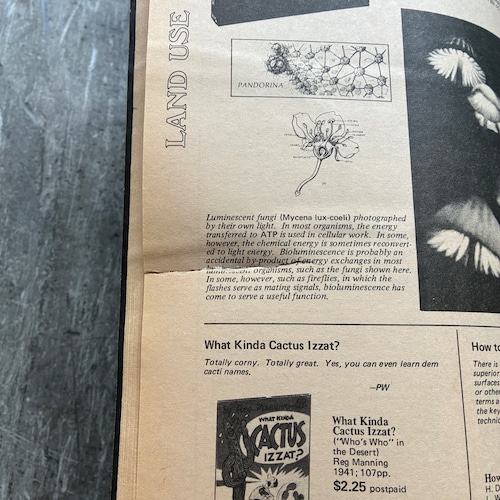 LAND USE
PANDORINA
Luminescent fungi (Mycena lux-coeli) photographed
by their own light. In most organisms, the energy
transferred to ATP is used in cellular work. In some,
however, the chemical energy is sometimes reconvert-
ed to light energy. Bioluminescence is probably an
accidental by-product of energy exchanges in most
luminescent organisms, such as the fungi shown here.
In some, however, such as fireflies, in which the
flashes serve as mating signals, bioluminescence has
come to serve a useful function.
What Kinda Cactus Izzat?
Totally corny. Totally great. Yes, you can even learn dem
cacti names.
—PW
WHAT KINDA
CACTUS
IZZAT?
What Kinda
Cactus Izzat?
("Who's Who" in
the Desert)
Reg Manning
1941; 107pp.
$2.25 postpaid
How to
There is
superior
surfaces
or other
terms a
the key
technic
How
H. D